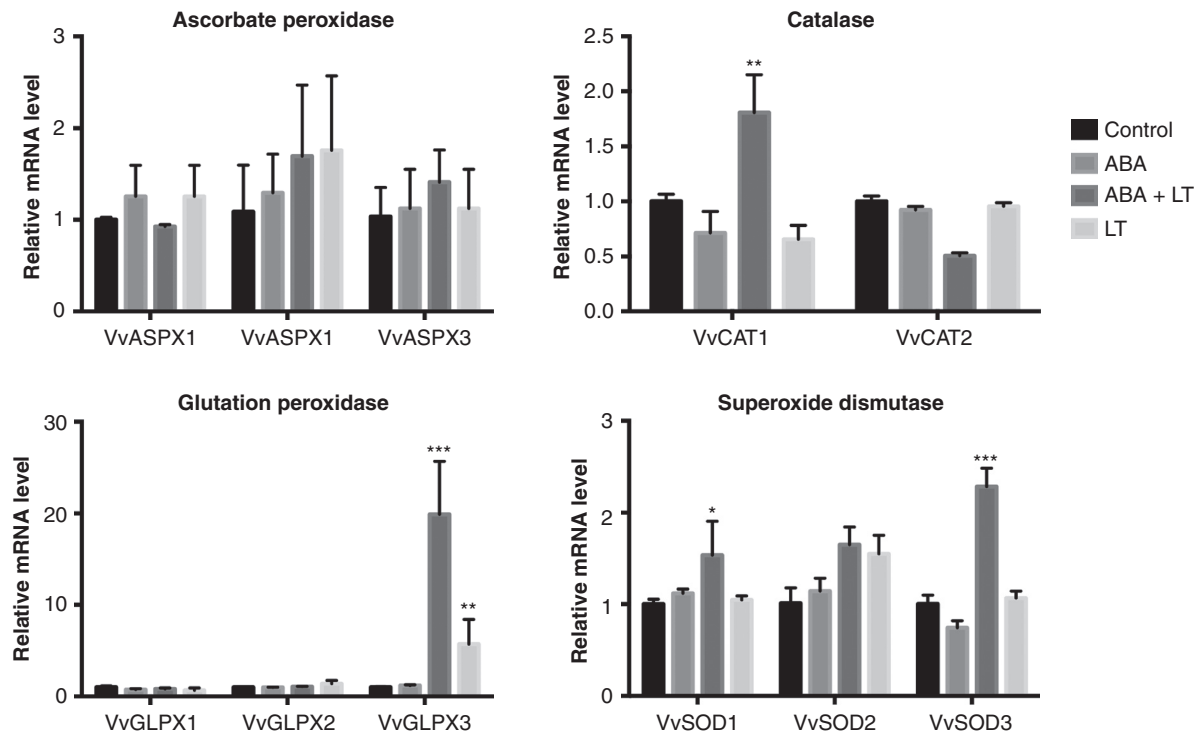 Ascorbate peroxidase
Relative mRNA level
3
2
1
0
VvASPX1 VvASPX1 VvASPX3
Catalase
**
Relative mRNA level
2.5
2.0
1.5
1.0
0.5
0.0
VvCAT1 VvCAT2
Control
ABA
ABA + LT
LT
Glutation peroxidase
***
**
Relative mRNA level
30
20
10
0
VvGLPX1 VvGLPX2 VvGLPX3
Superoxide dismutase
***
*
Relative mRNA level
3
2
1
0
VvSOD1 VvSOD2 VvSOD3